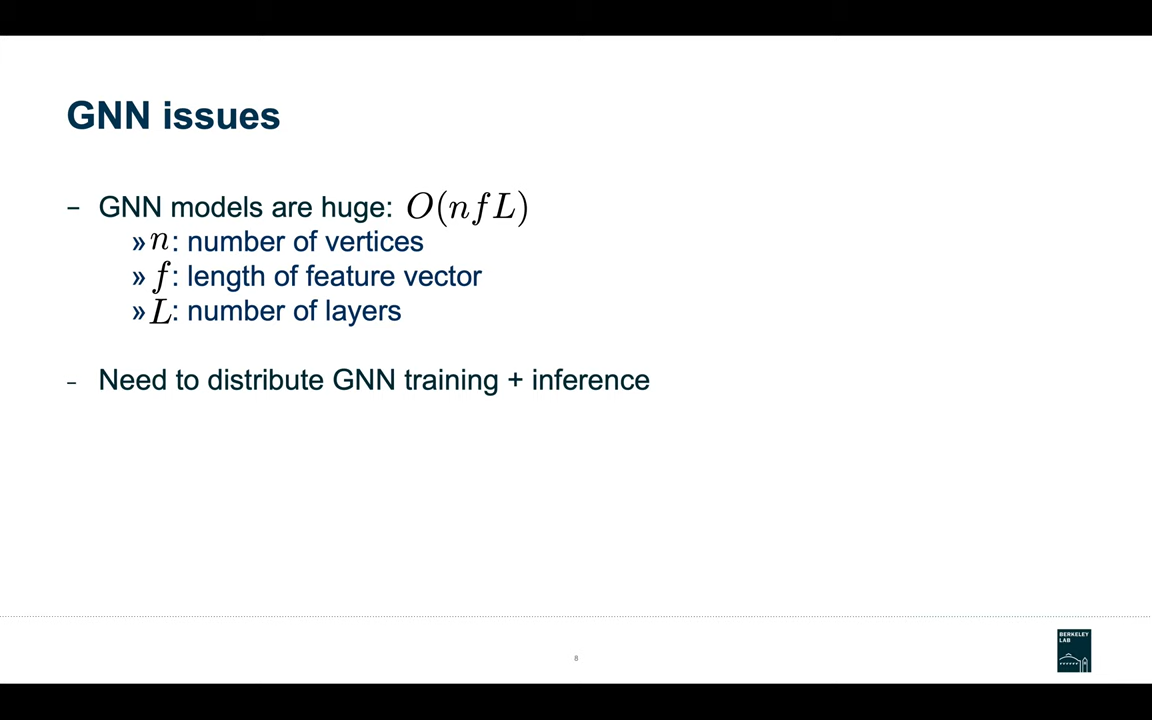 GNN issues
– GNN models are huge: O(nfL)
» n: number of vertices
» f: length of feature vector
» L: number of layers
– Need to distribute GNN training + inference
8
BERKELEY
LAB